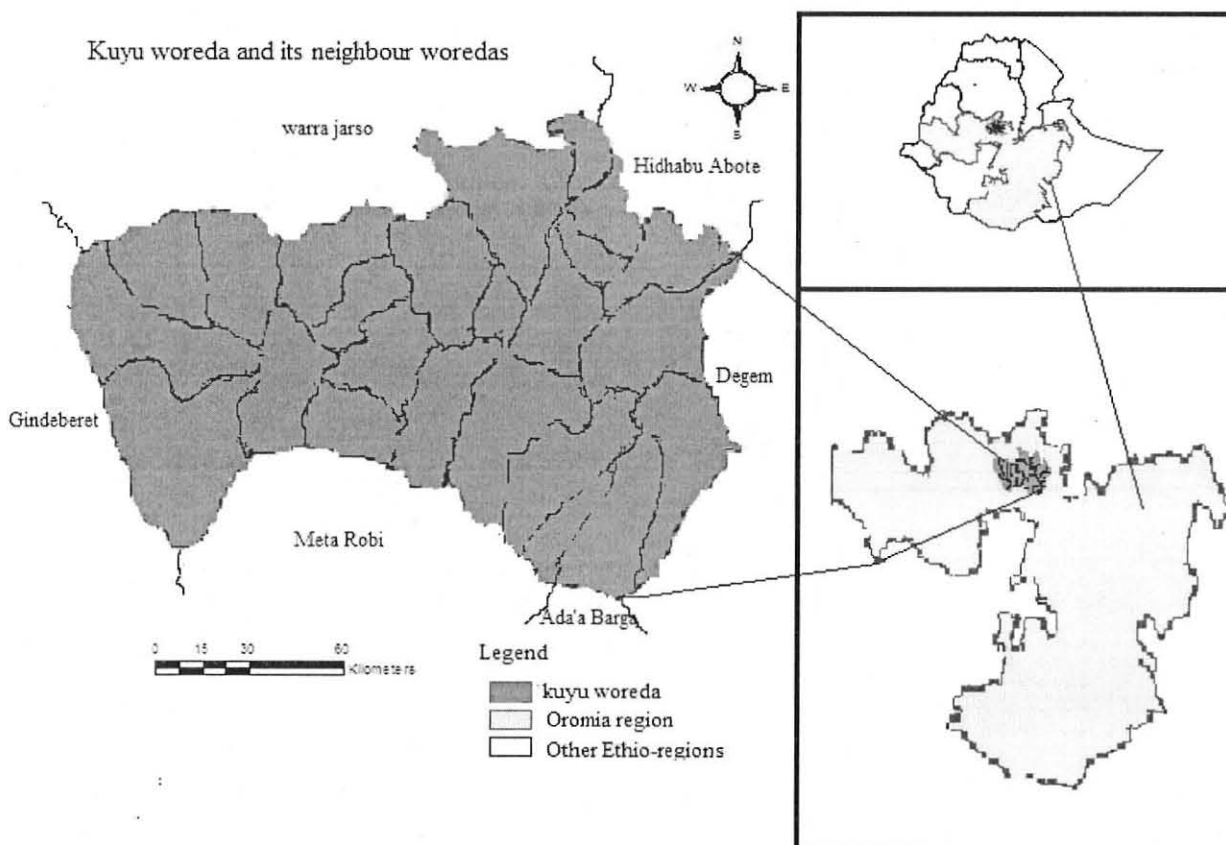 Kuyu woreda and its neighbour woredas
N
W E
S
warra jarso
Hidhabu Abote
Degem
Gindeberet
Meta Robi
Ada'a Barga
0 15 30 60
Kilometers
Legend
kuyu woreda
Oromia region
Other Ethio-regions